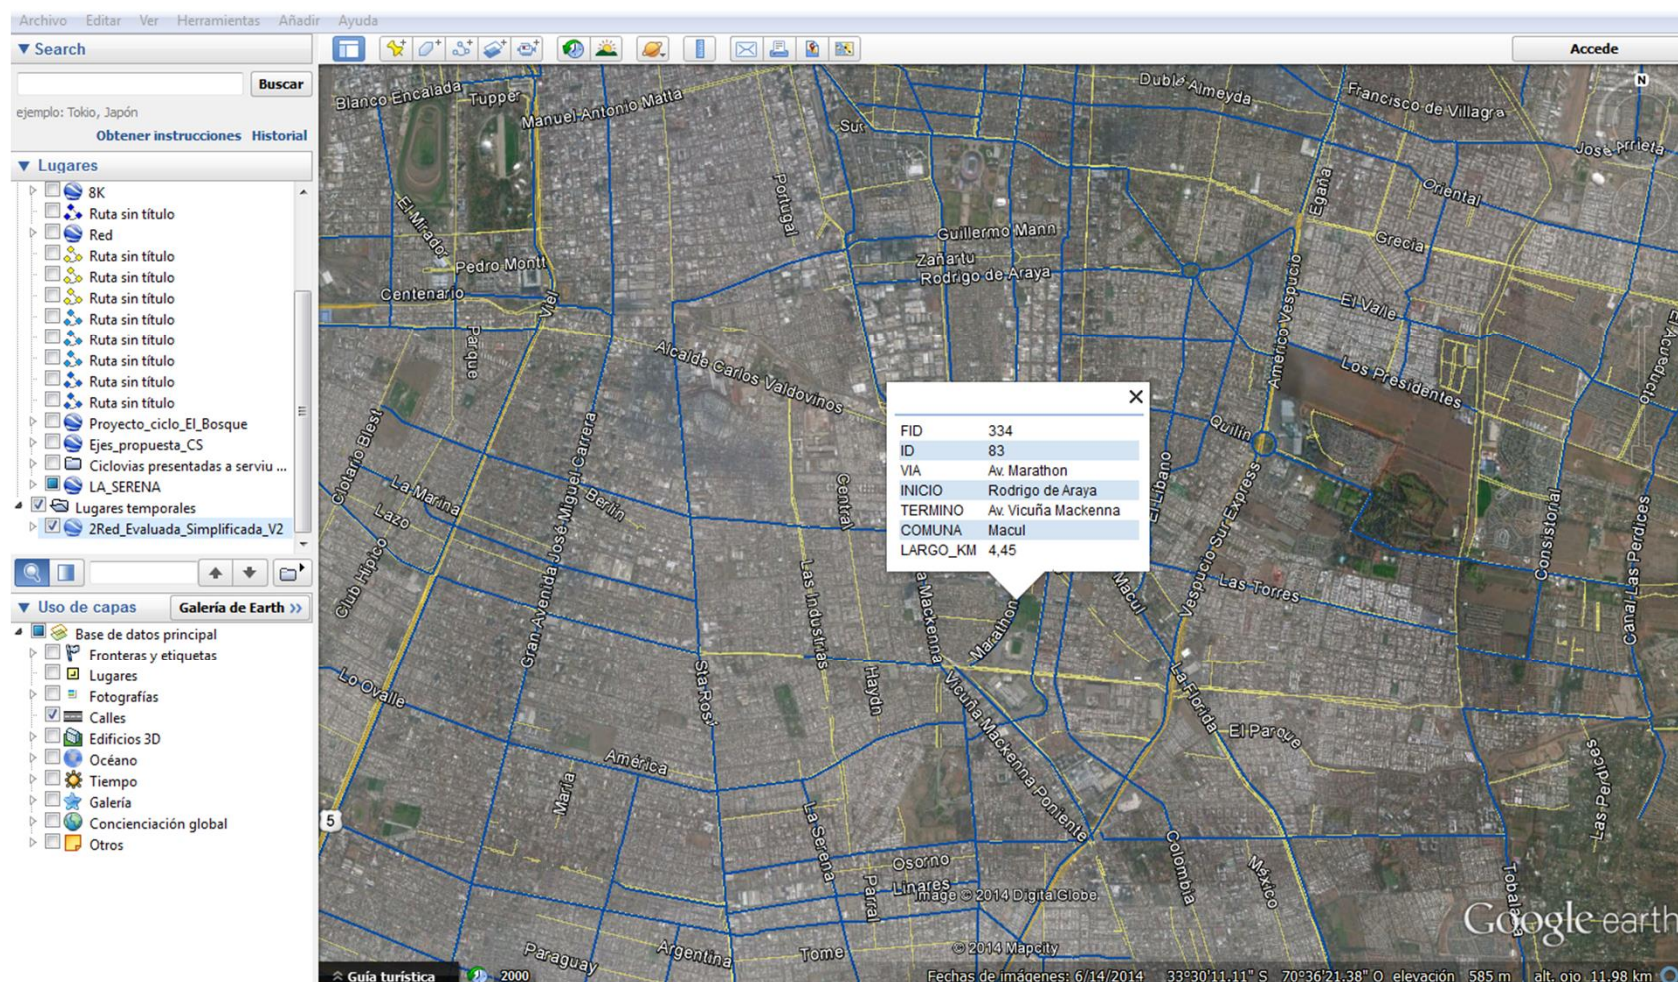 Archivo Editar Ver Herramientas Añadir Ayuda
Search
Buscar
ejemplo: Tokio, Japón
Obtener instrucciones Historial
Lugares
8K
Ruta sin título
Red
Ruta sin título
Ruta sin título
Ruta sin título
Ruta sin título
Ruta sin título
Ruta sin título
Ruta sin título
Ruta sin título
Proyecto_ciclo_El_Bosque
Ejes_propuesta_CS
Ciclovias presentadas a serviu ...
LA_SERENA
Lugares temporales
2Red_Evaluada_Simplificada_V2
Uso de capas
Galería de Earth >>
Base de datos principal
Fronteras y etiquetas
Lugares
Fotografías
Calles
Edificios 3D
Océano
Tiempo
Galería
Concienciación global
Otros
Accede
N
Blanco Encalada
Tupper
Manuel Antonio Matta
Sur
Duble Almeyda
Francisco de Villagra
José Arrieta
Oriental
Egaña
Portugal
El Mirador
Guillermo Mann
Grecia
Zañartu
Pedro Montt
Rodrigo de Araya
Centenario
Viel
Américo Vespucio
El Valle
El Acueducto
Parque
Alcalde Carlos Valdovinos
Los Presidentes
FID 334
ID 83
VIA Av. Marathon
INICIO Rodrigo de Araya
TERMINO Av. Vicuña Mackenna
COMUNA Macul
LARGO_KM 4,45
Quilín
Clotario Blest
Gran Avenida José Miguel Carrera
La Marina
Berlin
Lazo
Central
El Líbano
Vespucio Sur Express
Consistorial
Canal Las Perdices
Club Hípico
Las Industrias
a Mackenna
Marathon
Macul
Las Torres
Lo Ovalle
Sta Rosa
Haydn
Vicuña Mackenna Poniente
La Florida
El Parque
América
María
Las Perdices
5
La Serena
Osorno
Linares
Parral
Colombia
México
Tobalaba
Image © 2014 DigitalGlobe
Google earth
Paraguay
Argentina
Tome
© 2014 Mapcity
Guía turística
2000
Fechas de imágenes: 6/14/2014 33°30'11.11" S 70°36'21.38" O elevación 585 m alt. ojo 11.98 km